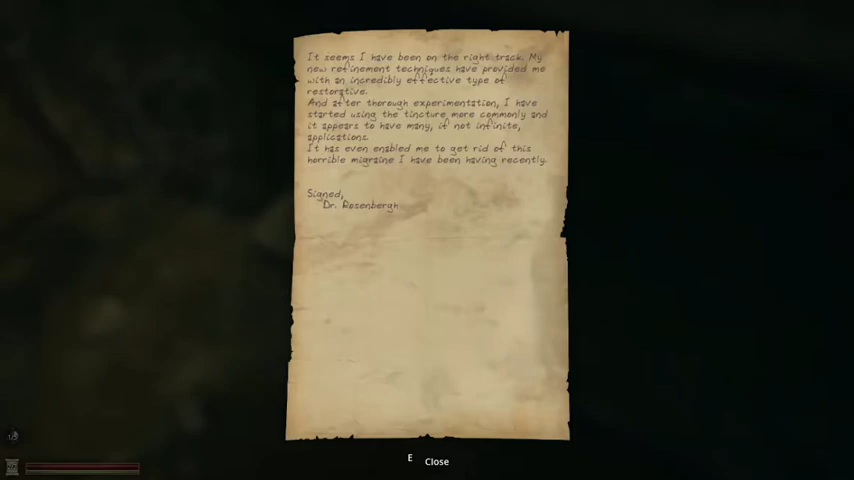 It seems I have been on the right track. My
new refinement techniques have provided me
with an incredibly effective type of
restorative.
And after thorough experimentation, I have
started using the tincture more commonly and
it appears to have many, if not infinite,
applications.
It has even enabled me to get rid of this
horrible migraine I have been having recently.
Signed,
Dr. Rosenbergh
E Close